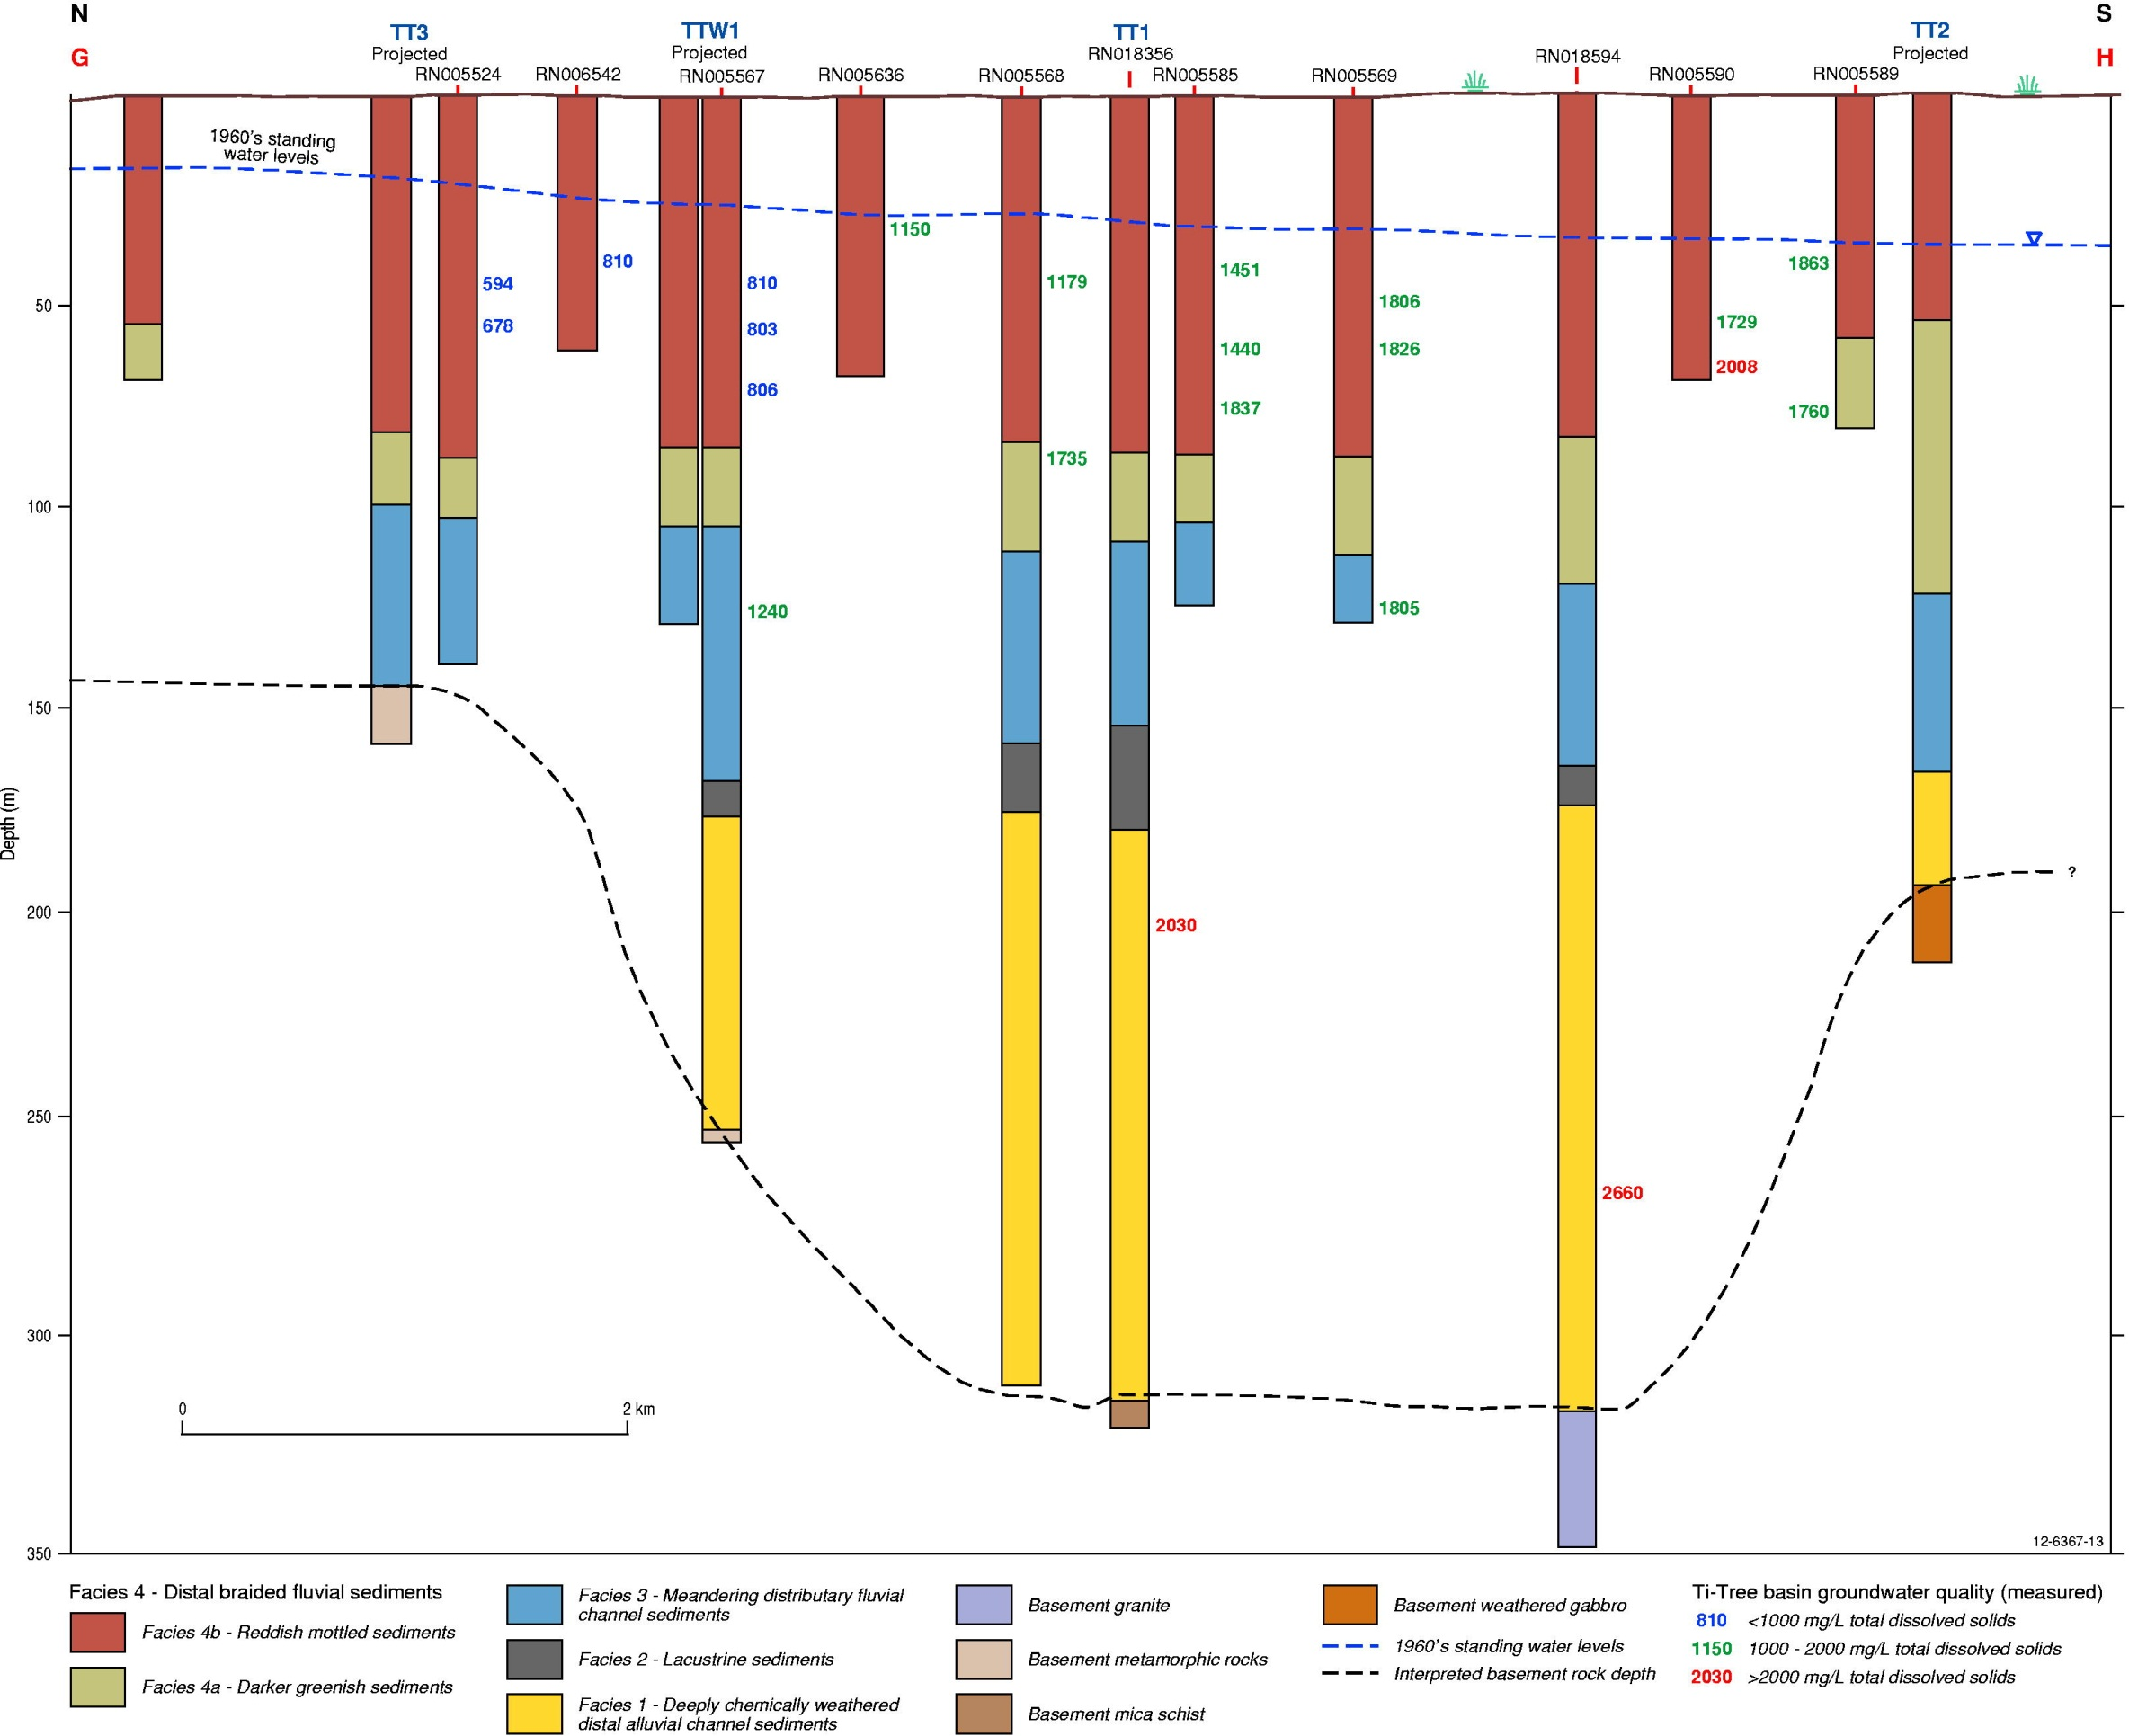 N
S
G
H
TT3
Projected
RN005524
RN006542
TTW1
Projected
RN005567
RN005636
RN005568
TT1
RN018356
RN005585
RN005569
RN018594
RN005590
RN005589
TT2
Projected
1960's standing
water levels
594
678
810
810
803
806
1240
1150
1179
1735
1451
1440
1837
2030
1806
1826
1805
2660
1729
2008
1863
1760
?
Depth (m)
50
100
150
200
250
300
350
0
2 km
12-6367-13
Facies 4 - Distal braided fluvial sediments
Facies 4b - Reddish mottled sediments
Facies 4a - Darker greenish sediments
Facies 3 - Meandering distributary fluvial
channel sediments
Facies 2 - Lacustrine sediments
Facies 1 - Deeply chemically weathered
distal alluvial channel sediments
Basement granite
Basement metamorphic rocks
Basement mica schist
Basement weathered gabbro
1960's standing water levels
Interpreted basement rock depth
Ti-Tree basin groundwater quality (measured)
810 <1000 mg/L total dissolved solids
1150 1000 - 2000 mg/L total dissolved solids
2030 >2000 mg/L total dissolved solids